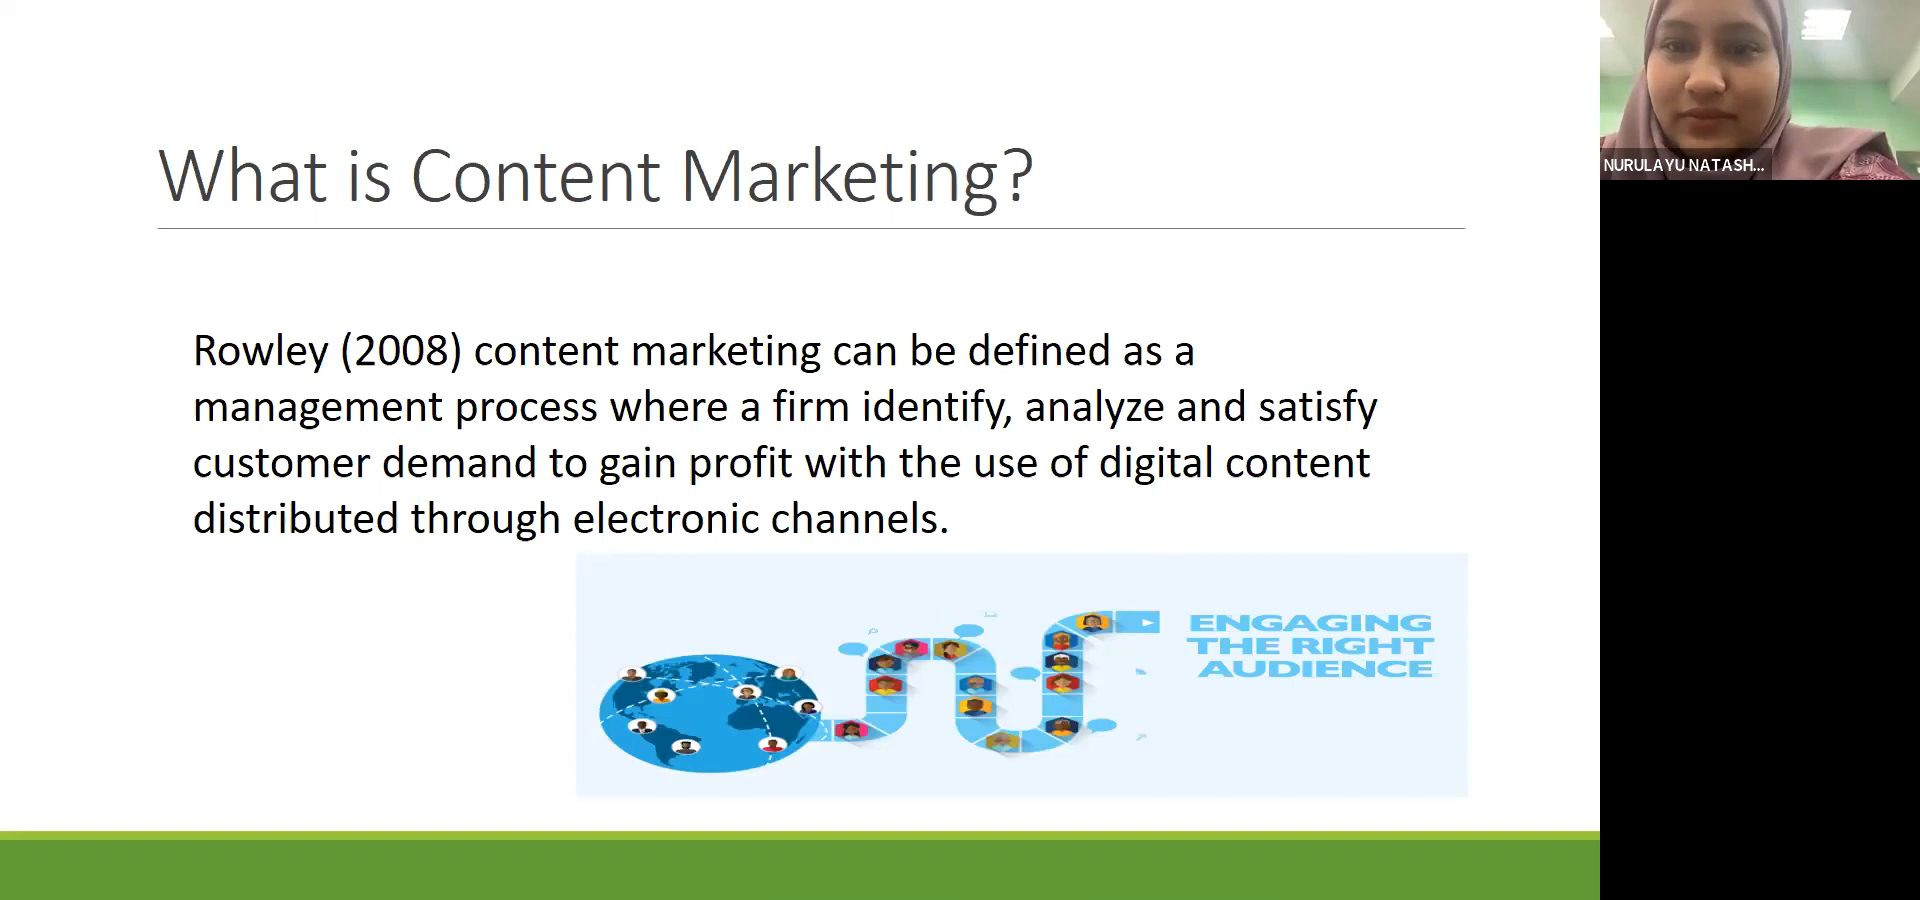 What is Content Marketing?
Rowley (2008) content marketing can be defined as a
management process where a firm identify, analyze and satisfy
customer demand to gain profit with the use of digital content
distributed through electronic channels.
ENGAGING
THE RIGHT
AUDIENCE
NURULAYU NATASH...